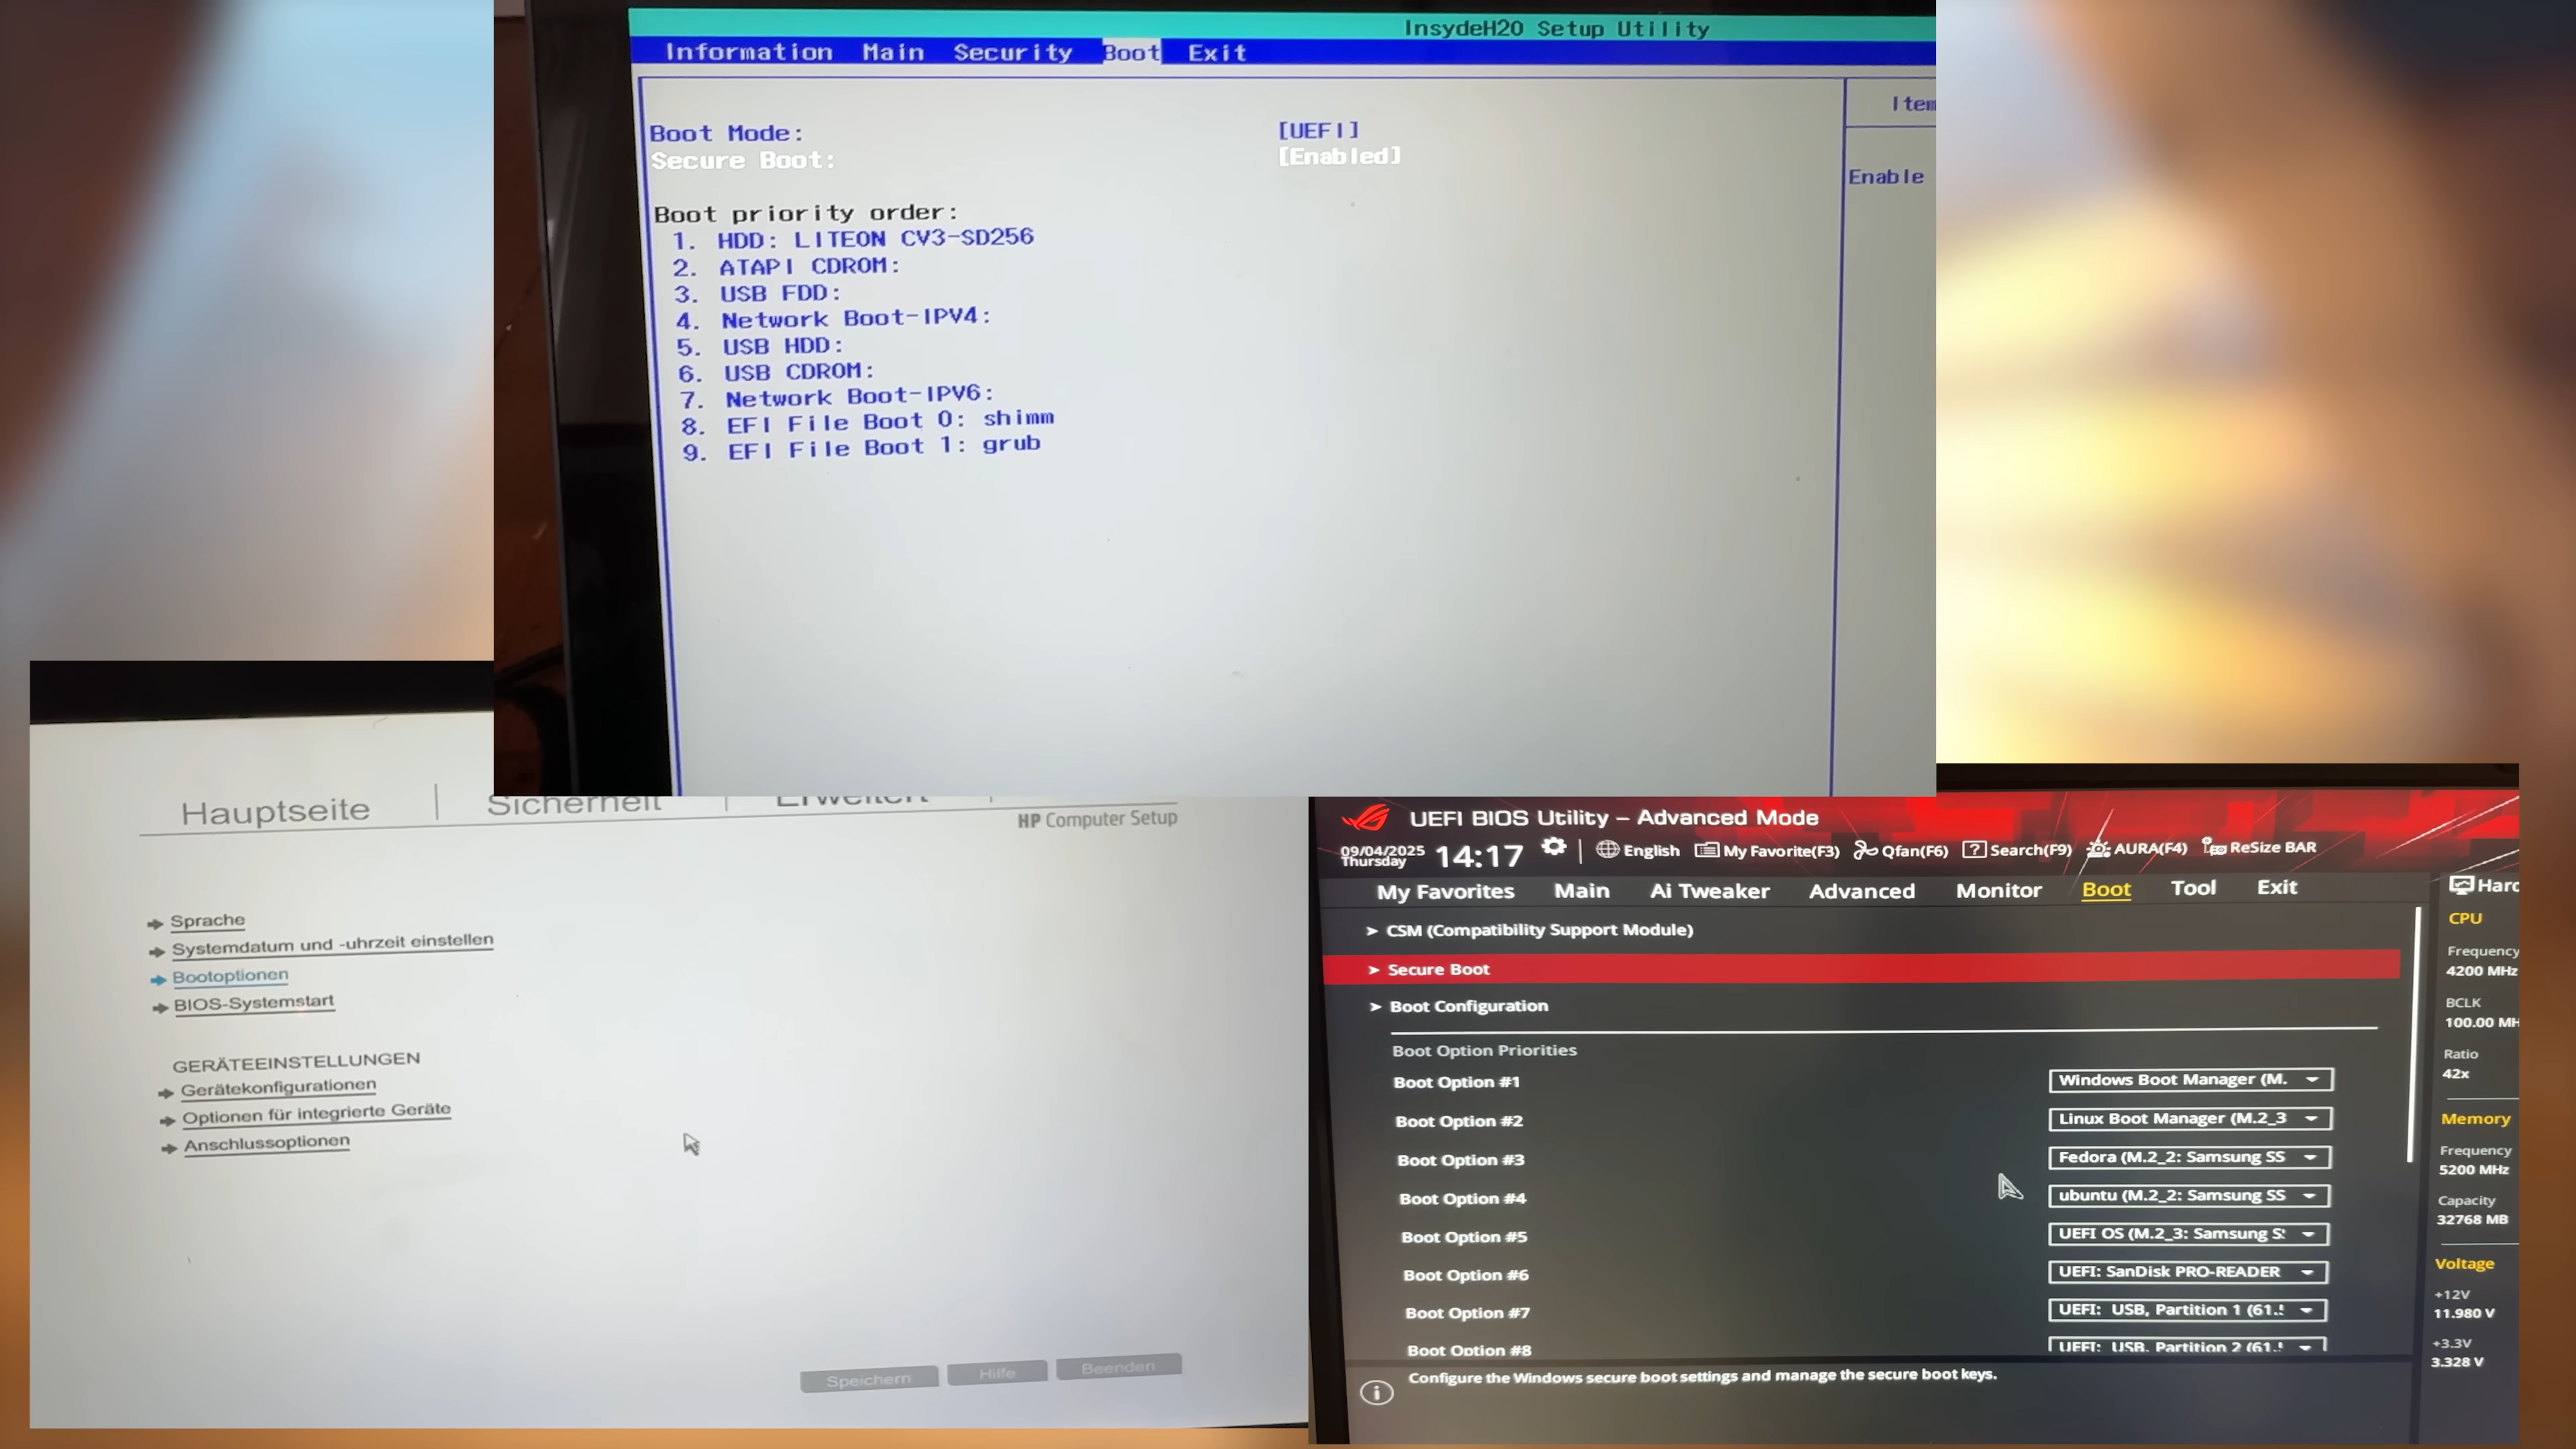 InsydeH20 Setup Utility
Information Main Security Boot Exit
Item
Boot Mode: [UEFI]
Secure Boot: [Enabled]
Enable
Boot priority order:
1. HDD: LITEON CV3-SD256
2. ATAPI CDROM:
3. USB FDD:
4. Network Boot-IPV4:
5. USB HDD:
6. USB CDROM:
7. Network Boot-IPV6:
8. EFI File Boot 0: shimm
9. EFI File Boot 1: grub
Hauptseite Sicherheit Erweitert
HP Computer Setup
Sprache
Systemdatum und -uhrzeit einstellen
Bootoptionen
BIOS-Systemstart
GERÄTEEINSTELLUNGEN
Gerätekonfigurationen
Optionen für integrierte Geräte
Anschlussoptionen
Speichern Hilfe Beenden
UEFI BIOS Utility – Advanced Mode
09/04/2025
Thursday
14:17
English My Favorite(F3) Qfan(F6) Search(F9) AURA(F4) ReSize BAR
My Favorites Main Ai Tweaker Advanced Monitor Boot Tool Exit
CSM (Compatibility Support Module)
Secure Boot
Boot Configuration
Boot Option Priorities
Boot Option #1 Windows Boot Manager (M.
Boot Option #2 Linux Boot Manager (M.2_3
Boot Option #3 Fedora (M.2_2: Samsung SS
Boot Option #4 ubuntu (M.2_2: Samsung SS
Boot Option #5 UEFI OS (M.2_3: Samsung S
Boot Option #6 UEFI: SanDisk PRO-READER
Boot Option #7 UEFI: USB, Partition 1 (61.
Boot Option #8 UEFI: USB, Partition 2 (61.
Configure the Windows secure boot settings and manage the secure boot keys.
Hard
CPU
Frequency
4200 MHz
BCLK
100.00 MH
Ratio
42x
Memory
Frequency
5200 MHz
Capacity
32768 MB
Voltage
+12V
11.980 V
+3.3V
3.328 V